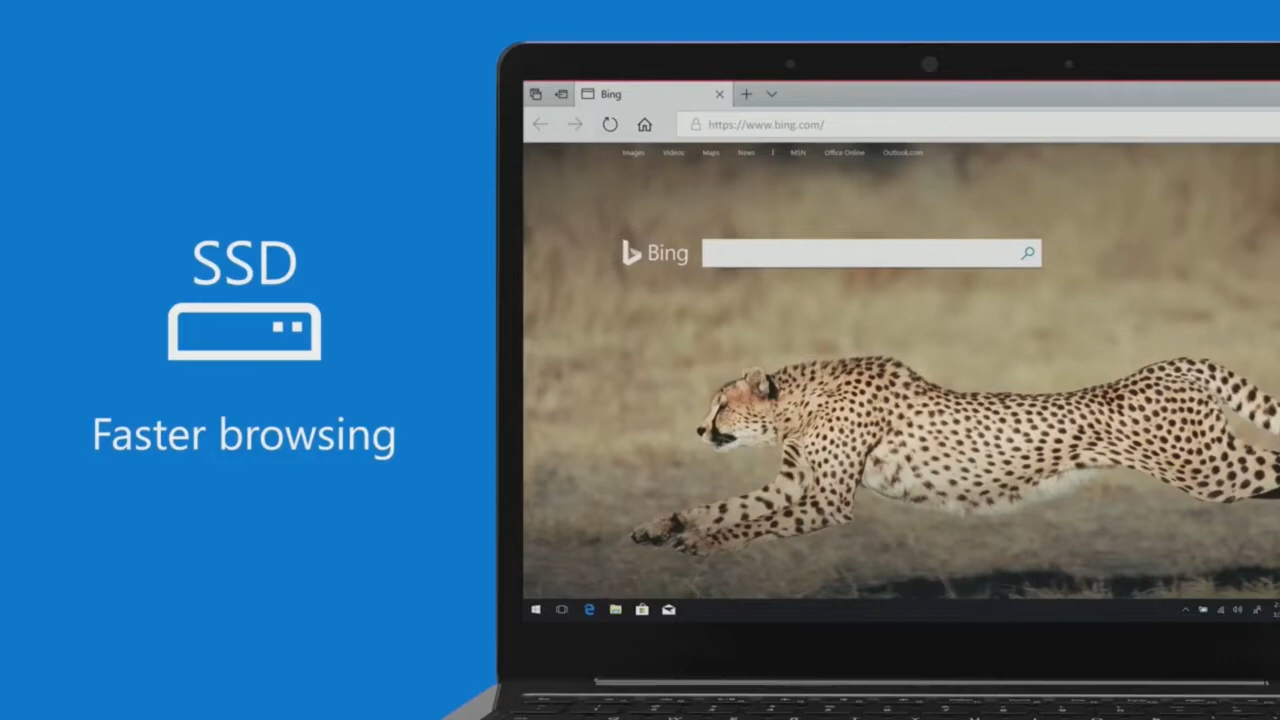 SSD
Faster browsing
Bing
https://www.bing.com/
Images Videos Maps News | MSN Office Online Outlook.com
Bing